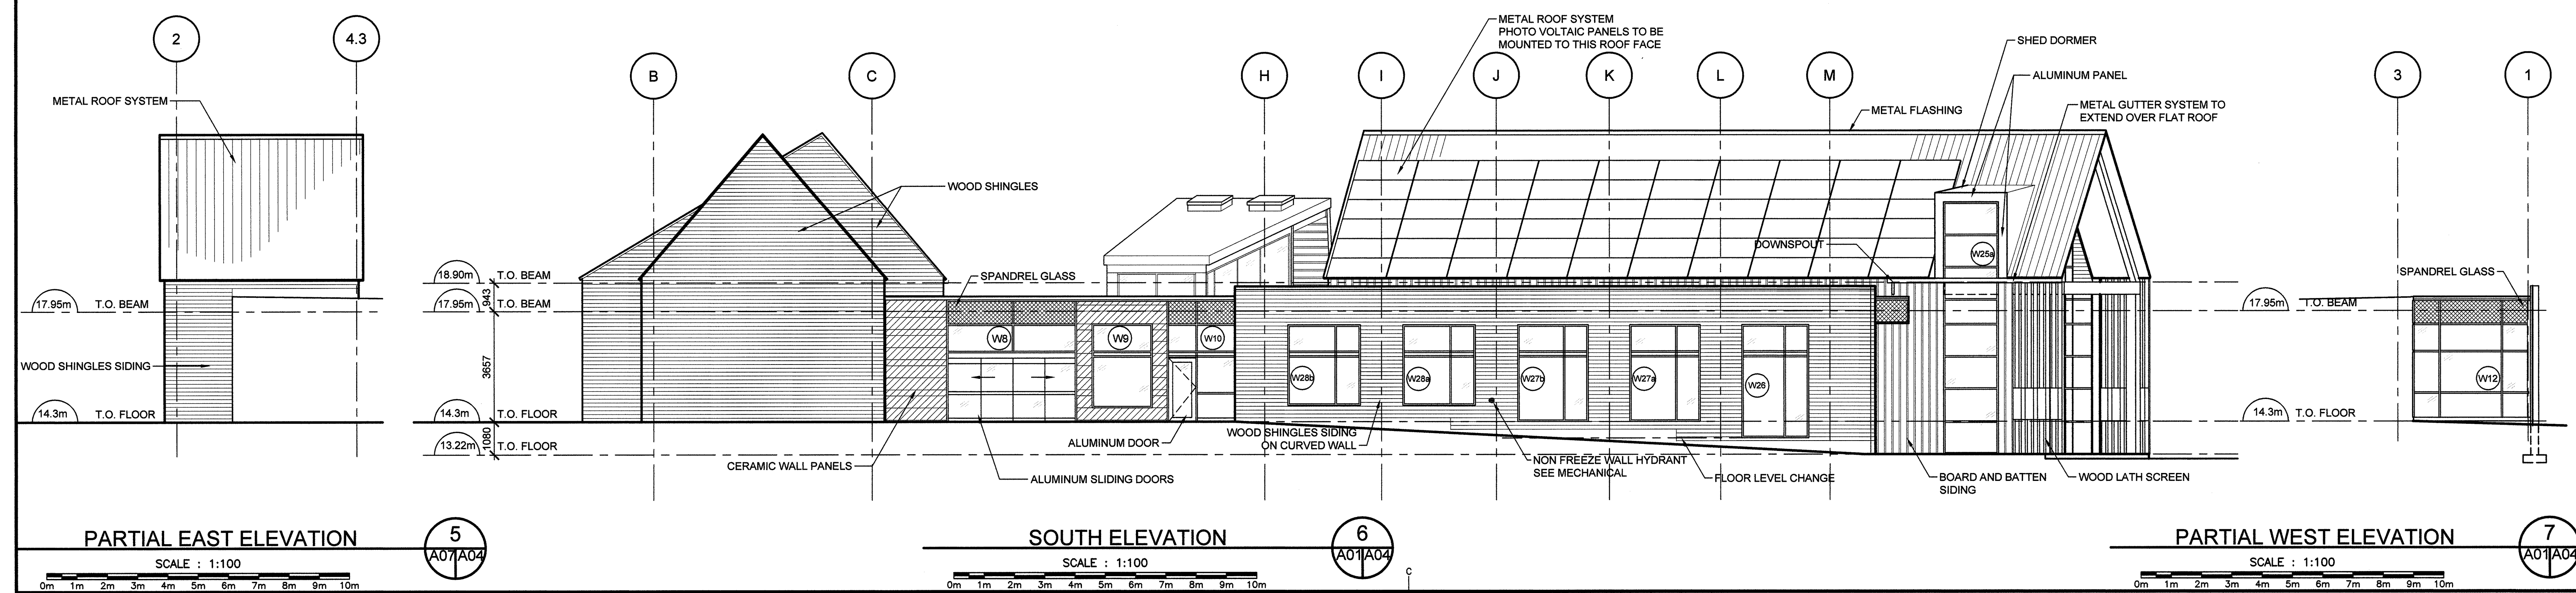 2
4.3
METAL ROOF SYSTEM
17.95m T.O. BEAM
WOOD SHINGLES SIDING
14.3m T.O. FLOOR
PARTIAL EAST ELEVATION
5
A07 A04
SCALE : 1:100
0m 1m 2m 3m 4m 5m 6m 7m 8m 9m 10m
B
C
H
I
J
K
L
M
METAL ROOF SYSTEM
PHOTO VOLTAIC PANELS TO BE
MOUNTED TO THIS ROOF FACE
SHED DORMER
ALUMINUM PANEL
METAL FLASHING
METAL GUTTER SYSTEM TO
EXTEND OVER FLAT ROOF
WOOD SHINGLES
DOWNSPOUT
W25a
18.90m T.O. BEAM
943
17.95m T.O. BEAM
SPANDREL GLASS
W8
W9
W10
3657
W28b
W28a
W27b
W27a
W26
14.3m T.O. FLOOR
1080
13.22m T.O. FLOOR
ALUMINUM DOOR
WOOD SHINGLES SIDING
ON CURVED WALL
CERAMIC WALL PANELS
ALUMINUM SLIDING DOORS
NON FREEZE WALL HYDRANT
SEE MECHANICAL
FLOOR LEVEL CHANGE
BOARD AND BATTEN
SIDING
WOOD LATH SCREEN
SOUTH ELEVATION
6
A01 A04
SCALE : 1:100
0m 1m 2m 3m 4m 5m 6m 7m 8m 9m 10m
C
3
1
SPANDREL GLASS
17.95m T.O. BEAM
W12
14.3m T.O. FLOOR
PARTIAL WEST ELEVATION
7
A01 A04
SCALE : 1:100
0m 1m 2m 3m 4m 5m 6m 7m 8m 9m 10m